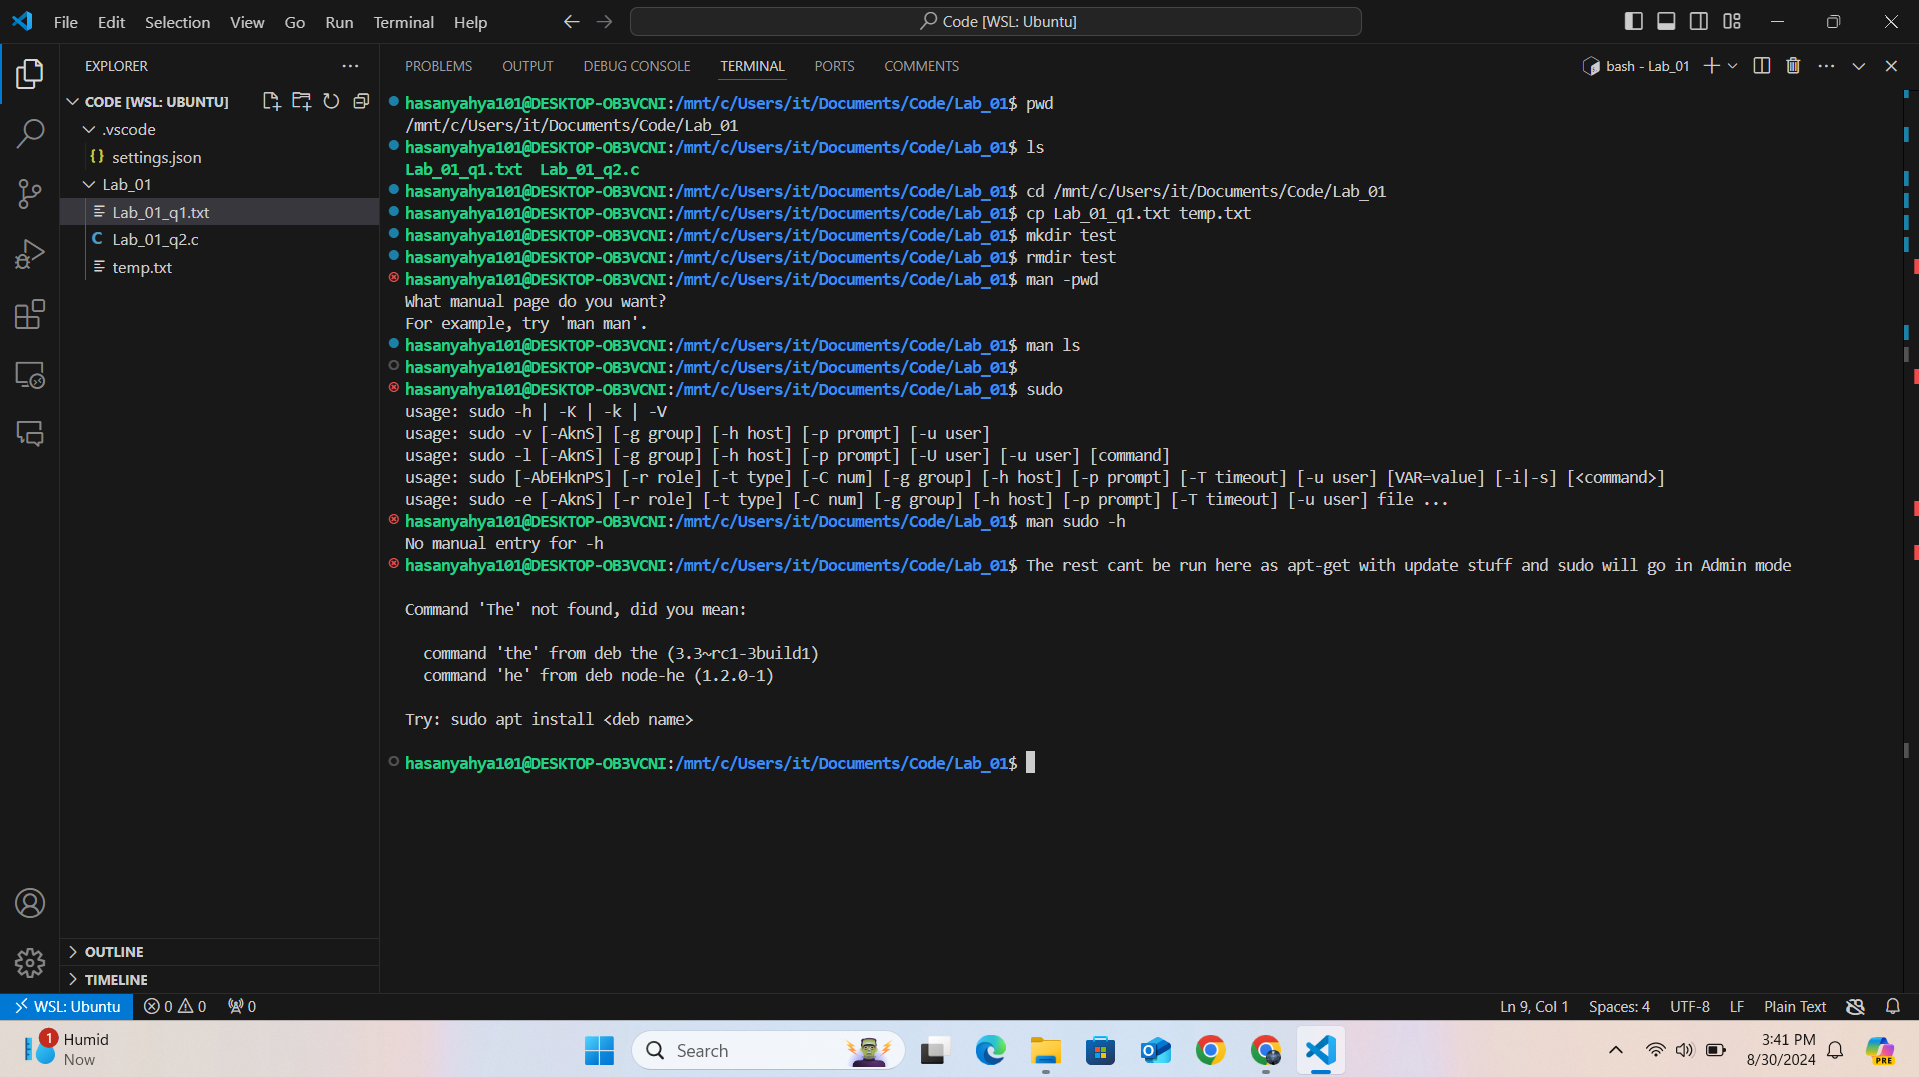 File Edit Selection View Go Run Terminal Help
Code [WSL: Ubuntu]
EXPLORER
CODE [WSL: UBUNTU]
.vscode
{} settings.json
Lab_01
Lab_01_q1.txt
C Lab_01_q2.c
temp.txt
OUTLINE
TIMELINE
PROBLEMS OUTPUT DEBUG CONSOLE TERMINAL PORTS COMMENTS
bash - Lab_01
hasanyahya101@DESKTOP-OB3VCNI:/mnt/c/Users/it/Documents/Code/Lab_01$ pwd
/mnt/c/Users/it/Documents/Code/Lab_01
hasanyahya101@DESKTOP-OB3VCNI:/mnt/c/Users/it/Documents/Code/Lab_01$ ls
Lab_01_q1.txt  Lab_01_q2.c
hasanyahya101@DESKTOP-OB3VCNI:/mnt/c/Users/it/Documents/Code/Lab_01$ cd /mnt/c/Users/it/Documents/Code/Lab_01
hasanyahya101@DESKTOP-OB3VCNI:/mnt/c/Users/it/Documents/Code/Lab_01$ cp Lab_01_q1.txt temp.txt
hasanyahya101@DESKTOP-OB3VCNI:/mnt/c/Users/it/Documents/Code/Lab_01$ mkdir test
hasanyahya101@DESKTOP-OB3VCNI:/mnt/c/Users/it/Documents/Code/Lab_01$ rmdir test
hasanyahya101@DESKTOP-OB3VCNI:/mnt/c/Users/it/Documents/Code/Lab_01$ man -pwd
What manual page do you want?
For example, try 'man man'.
hasanyahya101@DESKTOP-OB3VCNI:/mnt/c/Users/it/Documents/Code/Lab_01$ man ls
hasanyahya101@DESKTOP-OB3VCNI:/mnt/c/Users/it/Documents/Code/Lab_01$
hasanyahya101@DESKTOP-OB3VCNI:/mnt/c/Users/it/Documents/Code/Lab_01$ sudo
usage: sudo -h | -K | -k | -V
usage: sudo -v [-AknS] [-g group] [-h host] [-p prompt] [-u user]
usage: sudo -l [-AknS] [-g group] [-h host] [-p prompt] [-U user] [-u user] [command]
usage: sudo [-AbEHknPS] [-r role] [-t type] [-C num] [-g group] [-h host] [-p prompt] [-T timeout] [-u user] [VAR=value] [-i|-s] [<command>]
usage: sudo -e [-AknS] [-r role] [-t type] [-C num] [-g group] [-h host] [-p prompt] [-T timeout] [-u user] file ...
hasanyahya101@DESKTOP-OB3VCNI:/mnt/c/Users/it/Documents/Code/Lab_01$ man sudo -h
No manual entry for -h
hasanyahya101@DESKTOP-OB3VCNI:/mnt/c/Users/it/Documents/Code/Lab_01$ The rest cant be run here as apt-get with update stuff and sudo will go in Admin mode
Command 'The' not found, did you mean:
command 'the' from deb the (3.3~rc1-3build1)
command 'he' from deb node-he (1.2.0-1)
Try: sudo apt install <deb name>
hasanyahya101@DESKTOP-OB3VCNI:/mnt/c/Users/it/Documents/Code/Lab_01$
WSL: Ubuntu 0 0 0 Ln 9, Col 1 Spaces: 4 UTF-8 LF Plain Text
1 Humid
Now
Search
3:41 PM
8/30/2024
PRE